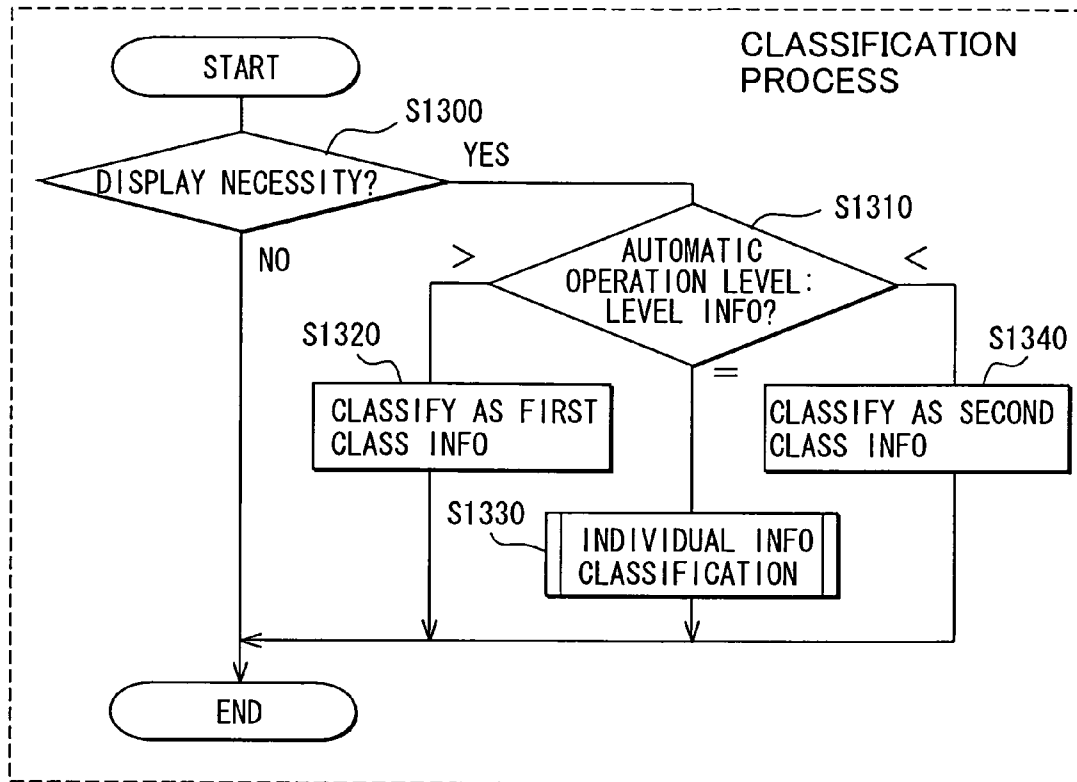 CLASSIFICATION
PROCESS
START
S1300
DISPLAY NECESSITY?
YES
NO
S1310
AUTOMATIC
OPERATION LEVEL:
LEVEL INFO?
>
<
=
S1320
CLASSIFY AS FIRST
CLASS INFO
S1340
CLASSIFY AS SECOND
CLASS INFO
S1330
INDIVIDUAL INFO
CLASSIFICATION
END